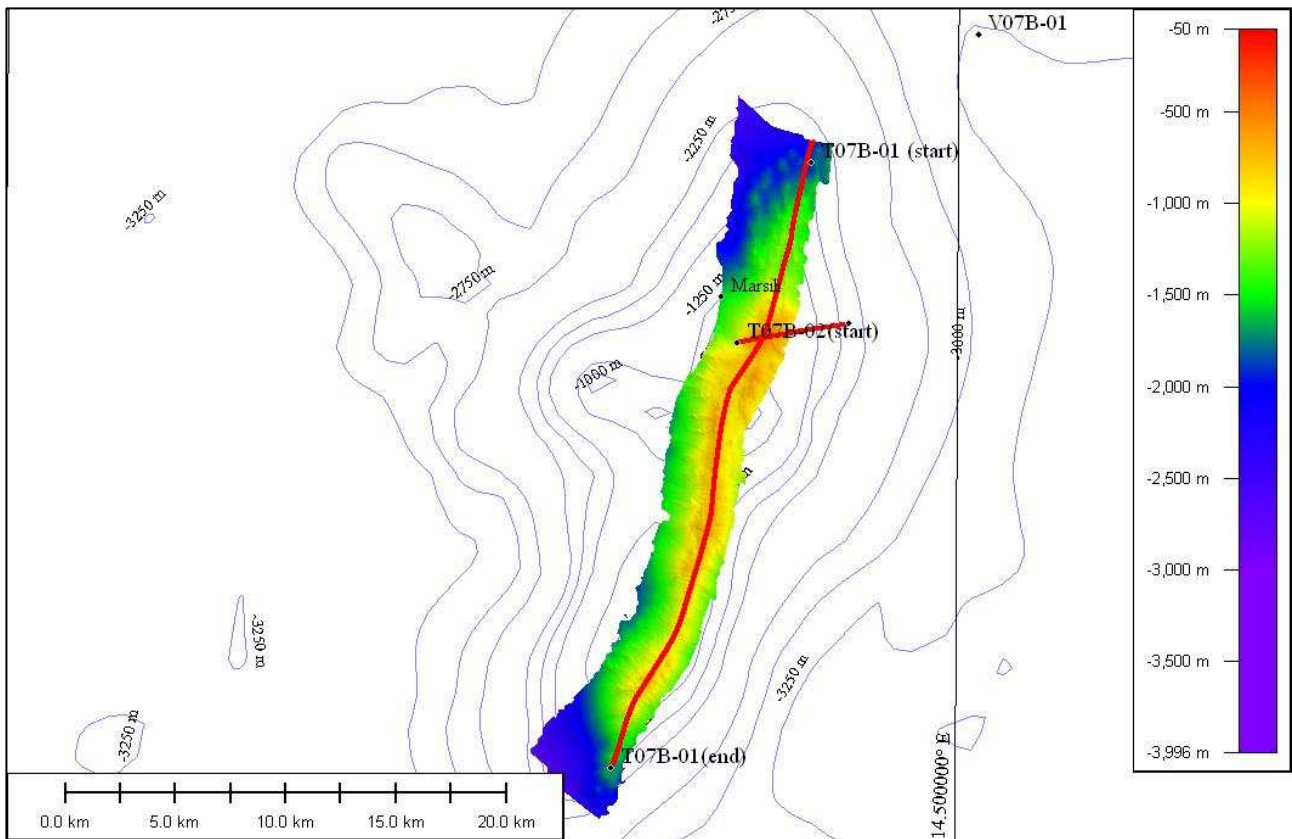 -27
V07B-01
-50 m
-500 m
-2250 m
T07B-01 (start)
-1,000 m
-3250 m
-2750 m
-1250 m
Marsili
-1,500 m
T07B-02(start)
-3000 m
-1000 m
-2,000 m
m
-2,500 m
-3,000 m
-3250 m
-3250 m
-3,500 m
-3250 m
T07B-01(end)
-3,996 m
14.500000° E
0.0 km 5.0 km 10.0 km 15.0 km 20.0 km